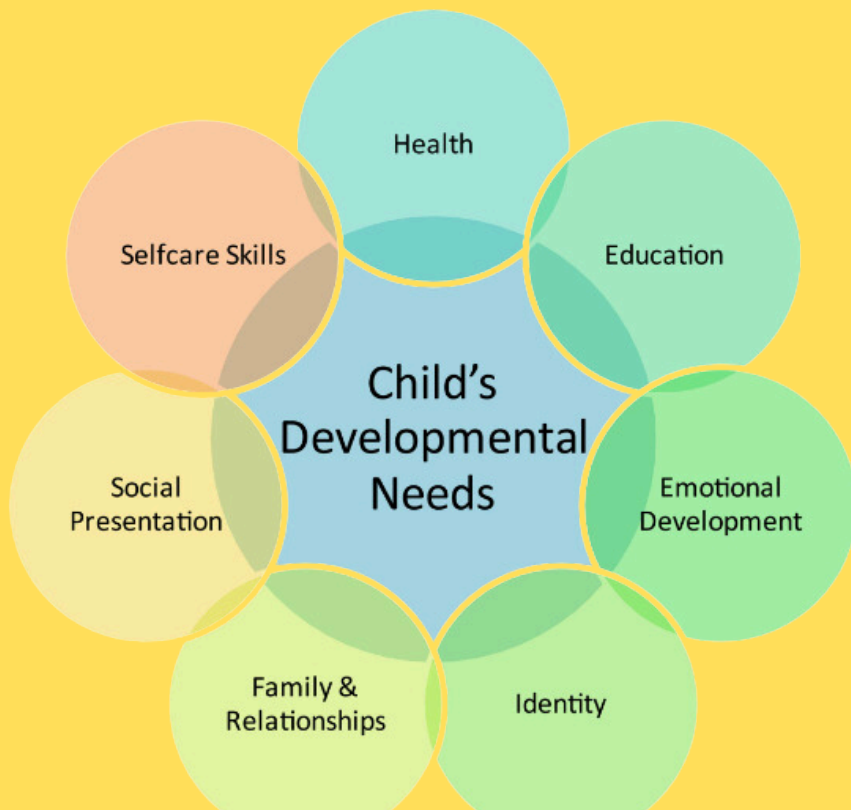 Health
Education
Emotional
Development
Identity
Family &
Relationships
Social
Presentation
Selfcare Skills
Child's
Developmental
Needs